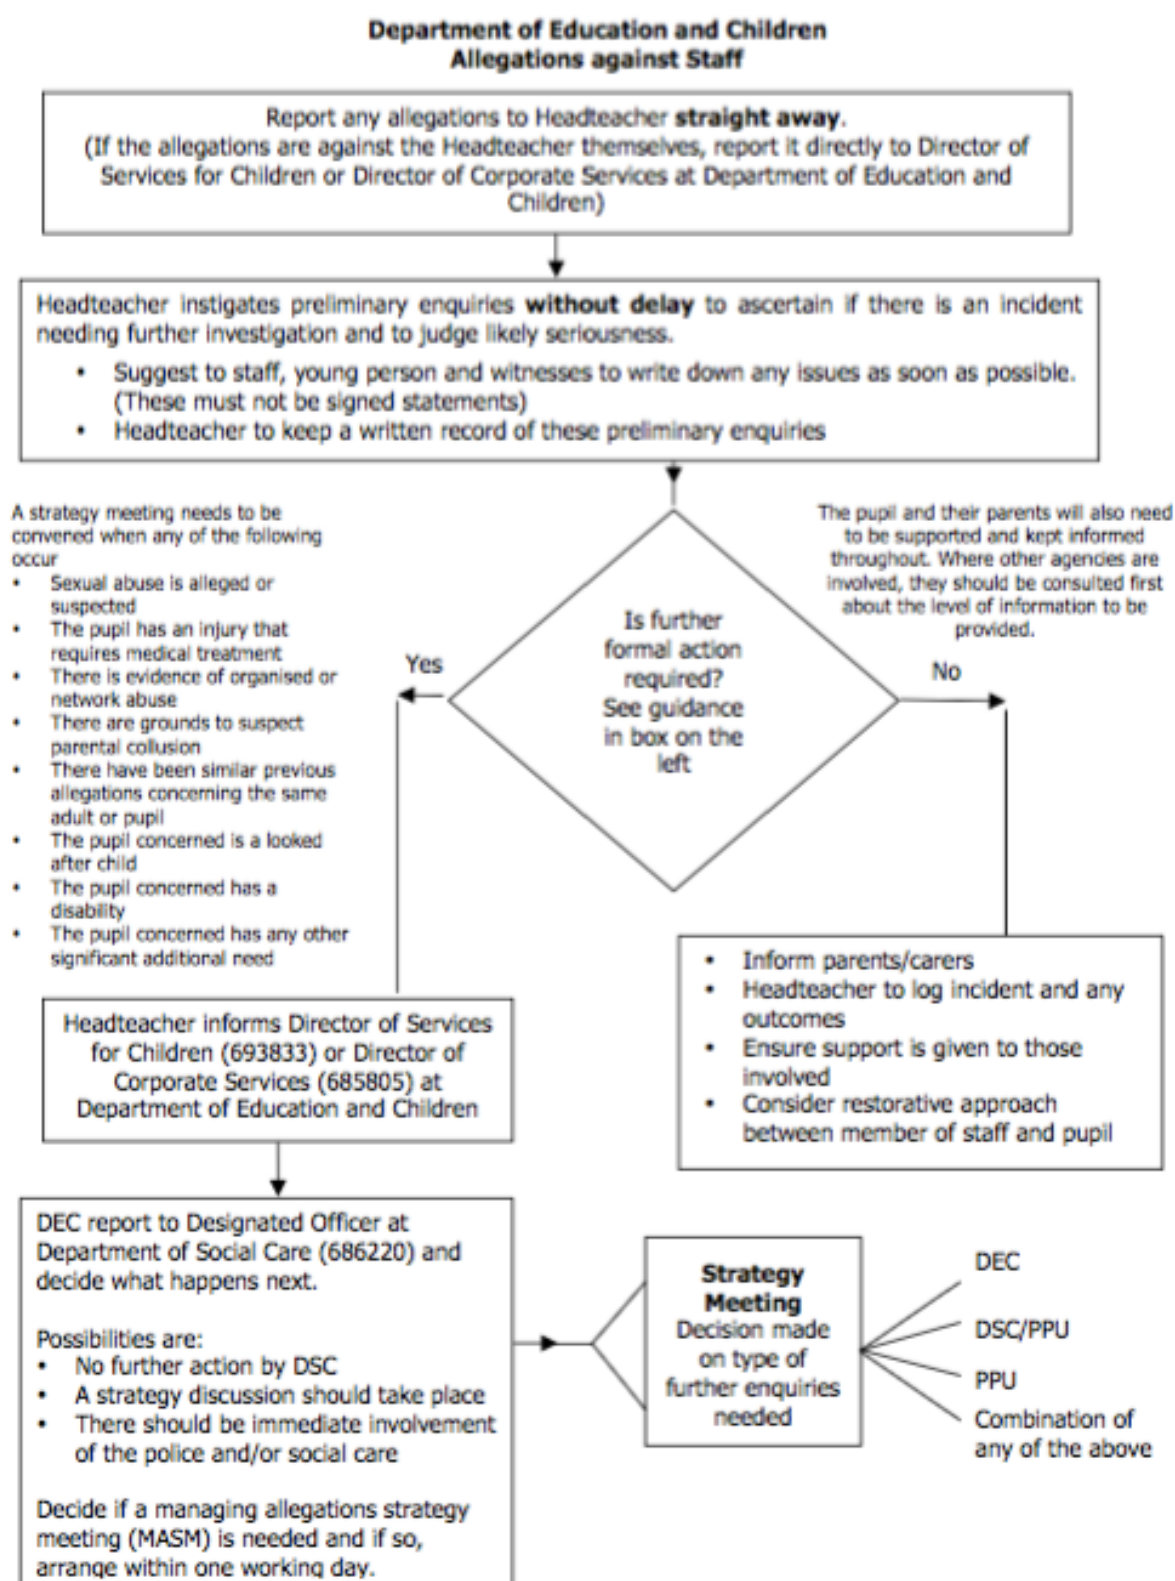 Department of Education and Children
Allegations against Staff
Report any allegations to Headteacher straight away.
(If the allegations are against the Headteacher themselves, report it directly to Director of
Services for Children or Director of Corporate Services at Department of Education and
Children)
Headteacher instigates preliminary enquiries without delay to ascertain if there is an incident
needing further investigation and to judge likely seriousness.
• Suggest to staff, young person and witnesses to write down any issues as soon as possible.
(These must not be signed statements)
• Headteacher to keep a written record of these preliminary enquiries
A strategy meeting needs to be
convened when any of the following
occur
• Sexual abuse is alleged or
suspected
• The pupil has an injury that
requires medical treatment
• There is evidence of organised or
network abuse
• There are grounds to suspect
parental collusion
• There have been similar previous
allegations concerning the same
adult or pupil
• The pupil concerned is a looked
after child
• The pupil concerned has a
disability
• The pupil concerned has any other
significant additional need
Yes
Is further
formal action
required?
See guidance
in box on the
left
The pupil and their parents will also need
to be supported and kept informed
throughout. Where other agencies are
involved, they should be consulted first
about the level of information to be
provided.
No
• Inform parents/carers
• Headteacher to log incident and any
outcomes
• Ensure support is given to those
involved
• Consider restorative approach
between member of staff and pupil
Headteacher informs Director of Services
for Children (693833) or Director of
Corporate Services (685805) at
Department of Education and Children
DEC report to Designated Officer at
Department of Social Care (686220) and
decide what happens next.
Possibilities are:
• No further action by DSC
• A strategy discussion should take place
• There should be immediate involvement
of the police and/or social care
Decide if a managing allegations strategy
meeting (MASM) is needed and if so,
arrange within one working day.
Strategy
Meeting
Decision made
on type of
further enquiries
needed
DEC
DSC/PPU
PPU
Combination of
any of the above